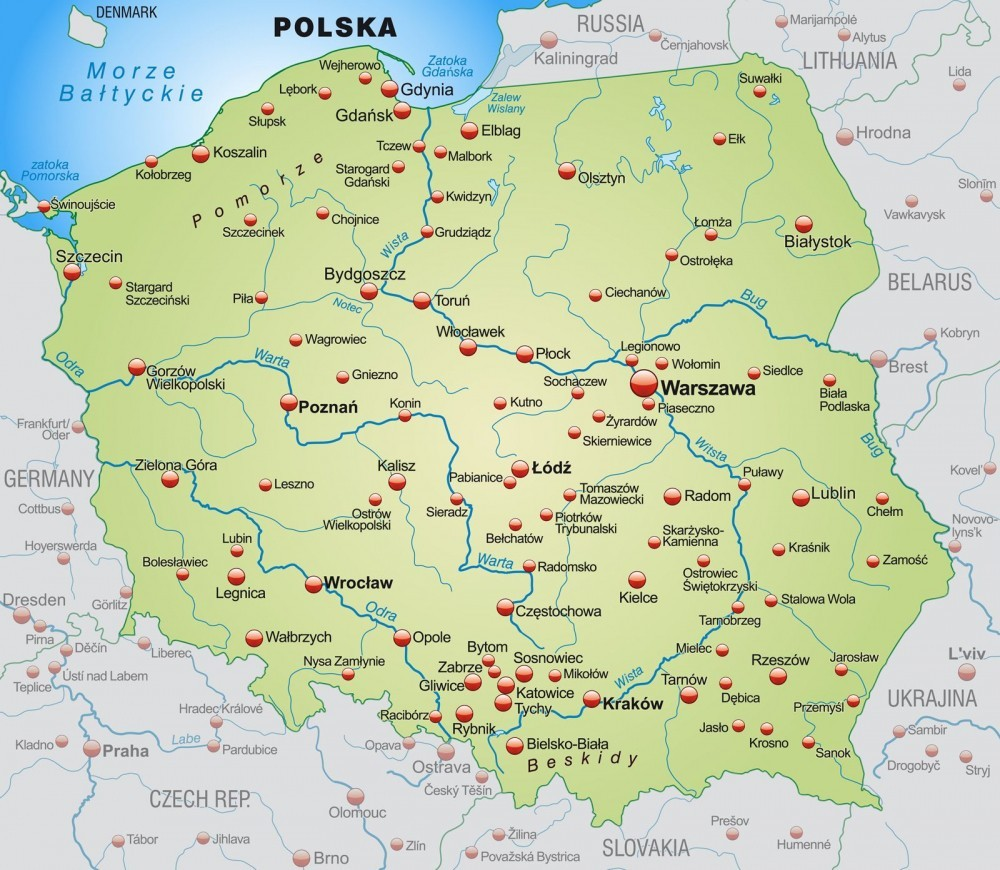 DENMARK
POLSKA
RUSSIA
Marijampolė
Alytus
Černjahovsk
LITHUANIA
Kaliningrad
Lida
Morze
Bałtyckie
Zatoka
Gdańska
Wejherowo
Gdynia
Lębork
Suwałki
Zalew
Wislany
Słupsk
Gdańsk
Elbląg
Hrodna
Tczew
Ełk
Koszalin
Malbork
zatoka
Pomorska
Kołobrzeg
Pomorze
Starogard
Gdański
Olsztyn
Slonim
Świnoujście
Kwidzyn
Vawkavysk
Chojnice
Szczecinek
Grudziądz
Łomża
Białystok
Wista
Szczecin
Ostrołęka
Bydgoszcz
BELARUS
Stargard
Szczeciński
Piła
Notec
Toruń
Ciechanów
Bug
Włocławek
Wagrowiec
Legionowo
Kobryn
Płock
Wołomin
Brest
Odra
Gorzów
Wielkopolski
Warta
Gniezno
Sochaczew
Siedlce
Warszawa
Biała
Podlaska
Poznań
Konin
Kutno
Piaseczno
Żyrardów
Frankfurt/
Oder
Skierniewice
Witsta
Bug
Zielona Góra
Kalisz
Łódź
Puławy
Kovel'
GERMANY
Leszno
Pabianice
Tomaszów
Mazowiecki
Radom
Lublin
Cottbus
Ostrów
Wielkopolski
Sieradz
Piotrków
Trybunalski
Chełm
Lubin
Bełchatów
Skarżysko-
Kamienna
Novovo-
lyns'k
Hoyerswerda
Bolesławiec
Warta
Radomsko
Kraśnik
Zamość
Legnica
Wrocław
Kielce
Ostrowiec
Świętokrzyski
Dresden
Görlitz
Odra
Częstochowa
Stalowa Wola
Tarnobrzeg
Pirna
Wałbrzych
Opole
Děčín
Liberec
Bytom
Mielec
Nysa Zamłynie
Zabrze
Sosnowiec
Rzeszów
Jarosław
L'viv
Teplice
Ústí nad Labem
Gliwice
Mikołów
Wista
Tarnów
Katowice
Dębica
UKRAJINA
Hradec Králové
Racibórz
Tychy
Kraków
Przemyśl
Rybnik
Jasło
Kladno
Praha
Labe
Pardubice
Opava
Bielsko-Biała
Krosno
Sanok
Sambir
Beskidy
Drogobyč
Stryj
Ostrava
Český Těšín
CZECH REP.
Olomouc
Prešov
Tábor
Jihlava
Zlín
Žilina
Humenné
SLOVAKIA
Brno
Považská Bystrica